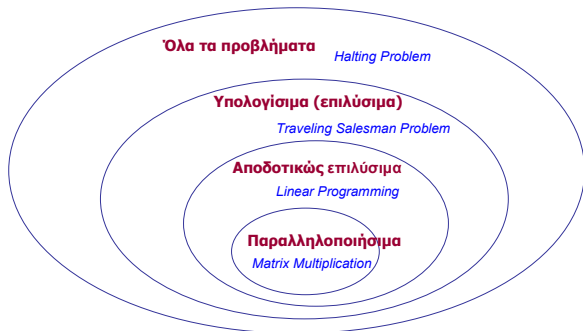 Όλα τα προβλήματα
Halting Problem
Υπολογίσιμα (επιλύσιμα)
Traveling Salesman Problem
Αποδοτικώς επιλύσιμα
Linear Programming
Παραλληλοποιήσιμα
Matrix Multiplication